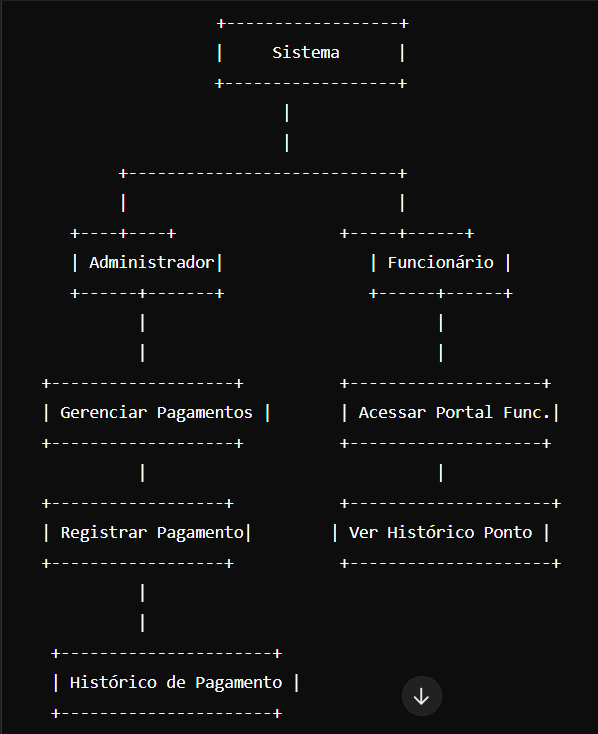 Sistema
Administrador
Funcionário
Gerenciar Pagamentos
Acessar Portal Func.
Registrar Pagamento
Ver Histórico Ponto
Histórico de Pagamento